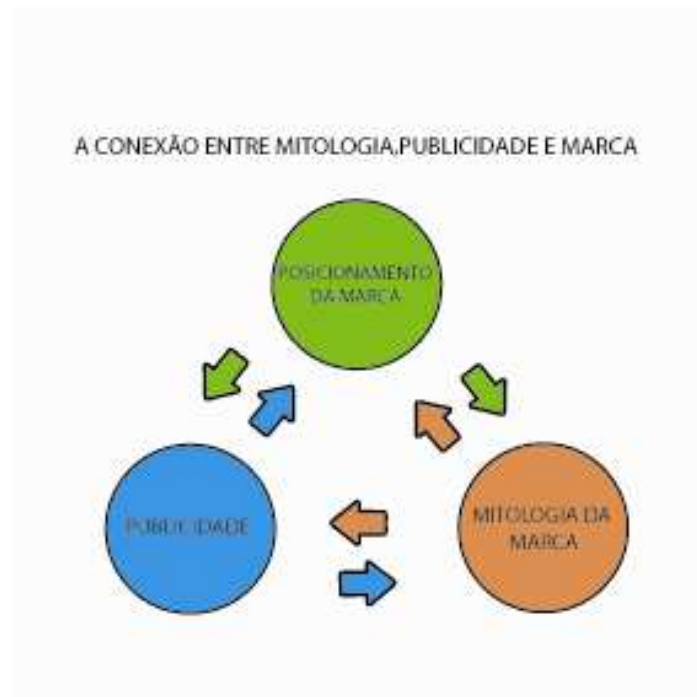 A CONEXÃO ENTRE MITOLOGIA,PUBLICIDADE E MARCA
POSICIONAMENTO
DA MARCA
PUBLICIDADE
MITOLOGIA DA
MARCA